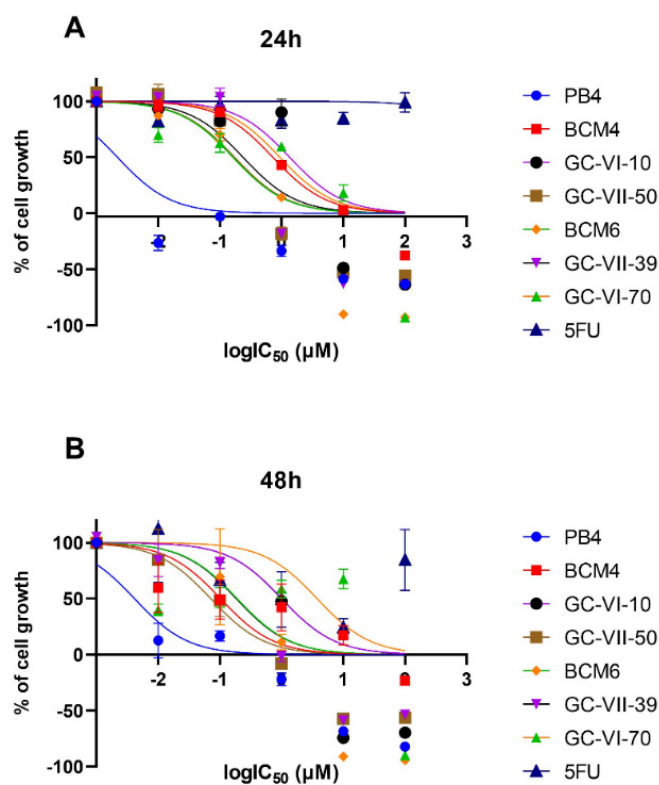 A
24h
% of cell growth
100
50
0
-50
-100
-2
-1
0
1
2
3
logIC50 (µM)
PB4
BCM4
GC-VI-10
GC-VII-50
BCM6
GC-VII-39
GC-VI-70
5FU
B
48h
% of cell growth
100
50
0
-50
-100
-2
-1
0
1
2
3
logIC50 (µM)
PB4
BCM4
GC-VI-10
GC-VII-50
BCM6
GC-VII-39
GC-VI-70
5FU